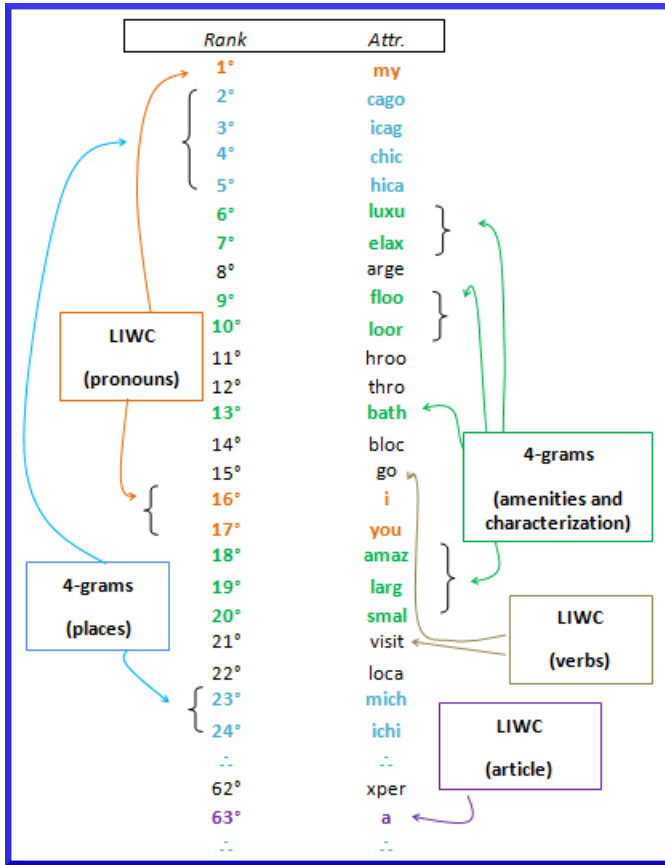 Rank Attr.
1° my
2° cago
3° icag
4° chic
5° hica
6° luxu
7° elax
8° arge
9° floo
10° loor
11° hroo
12° thro
13° bath
14° bloc
15° go
16° i
17° you
18° amaz
19° larg
20° smal
21° visit
22° loca
23° mich
24° ichi
∴ ∴
62° xper
63° a
∴ ∴
LIWC
(pronouns)
4-grams
(places)
4-grams
(amenities and
characterization)
LIWC
(verbs)
LIWC
(article)